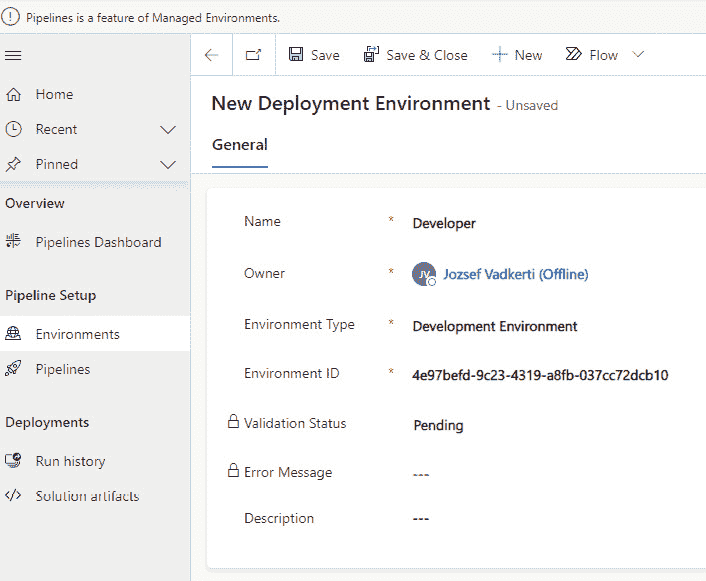 Pipelines is a feature of Managed Environments.
Save
Save & Close
New
Flow
Home
Recent
Pinned
Overview
Pipelines Dashboard
Pipeline Setup
Environments
Pipelines
Deployments
Run history
Solution artifacts
New Deployment Environment - Unsaved
General
Name * Developer
Owner * JV Jozsef Vadkerti (Offline)
Environment Type * Development Environment
Environment ID * 4e97befd-9c23-4319-a8fb-037cc72dcb10
Validation Status Pending
Error Message ---
Description ---